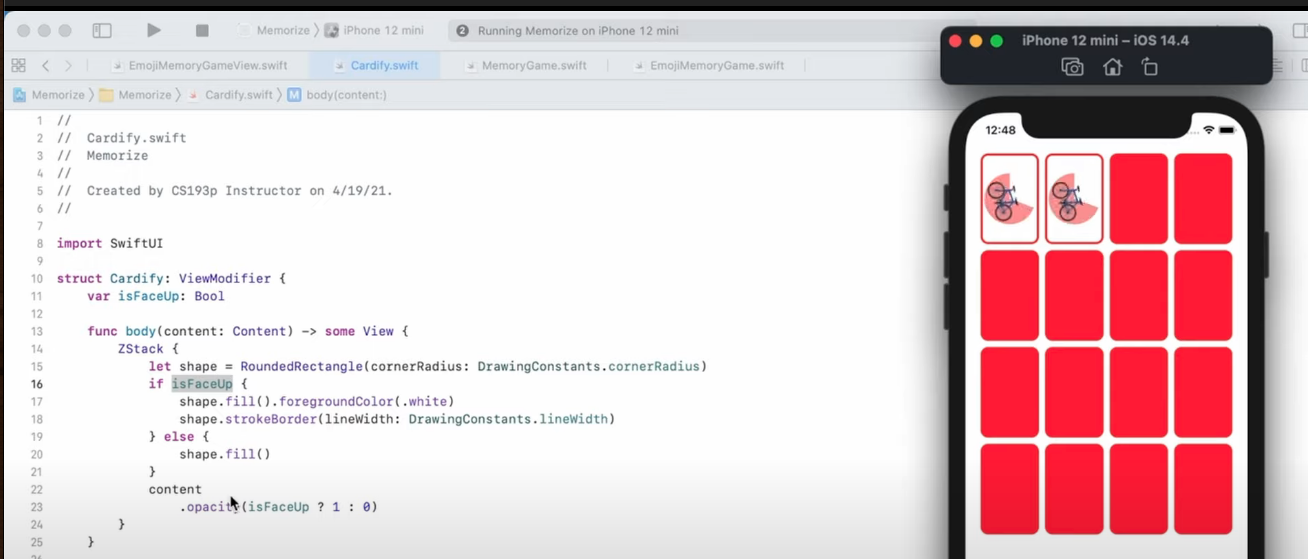 Memorize 〉 iPhone 12 mini
2 Running Memorize on iPhone 12 mini
iPhone 12 mini – iOS 14.4
EmojiMemoryGameView.swift Cardify.swift MemoryGame.swift EmojiMemoryGame.swift
Memorize 〉 Memorize 〉 Cardify.swift 〉 M body(content:)
12:48
1 //
2 //  Cardify.swift
3 //  Memorize
4 //
5 //  Created by CS193p Instructor on 4/19/21.
6 //
7
8 import SwiftUI
9
10 struct Cardify: ViewModifier {
11     var isFaceUp: Bool
12
13     func body(content: Content) -> some View {
14         ZStack {
15             let shape = RoundedRectangle(cornerRadius: DrawingConstants.cornerRadius)
16             if isFaceUp {
17                 shape.fill().foregroundColor(.white)
18                 shape.strokeBorder(lineWidth: DrawingConstants.lineWidth)
19             } else {
20                 shape.fill()
21             }
22             content
23                 .opacity(isFaceUp ? 1 : 0)
24         }
25     }